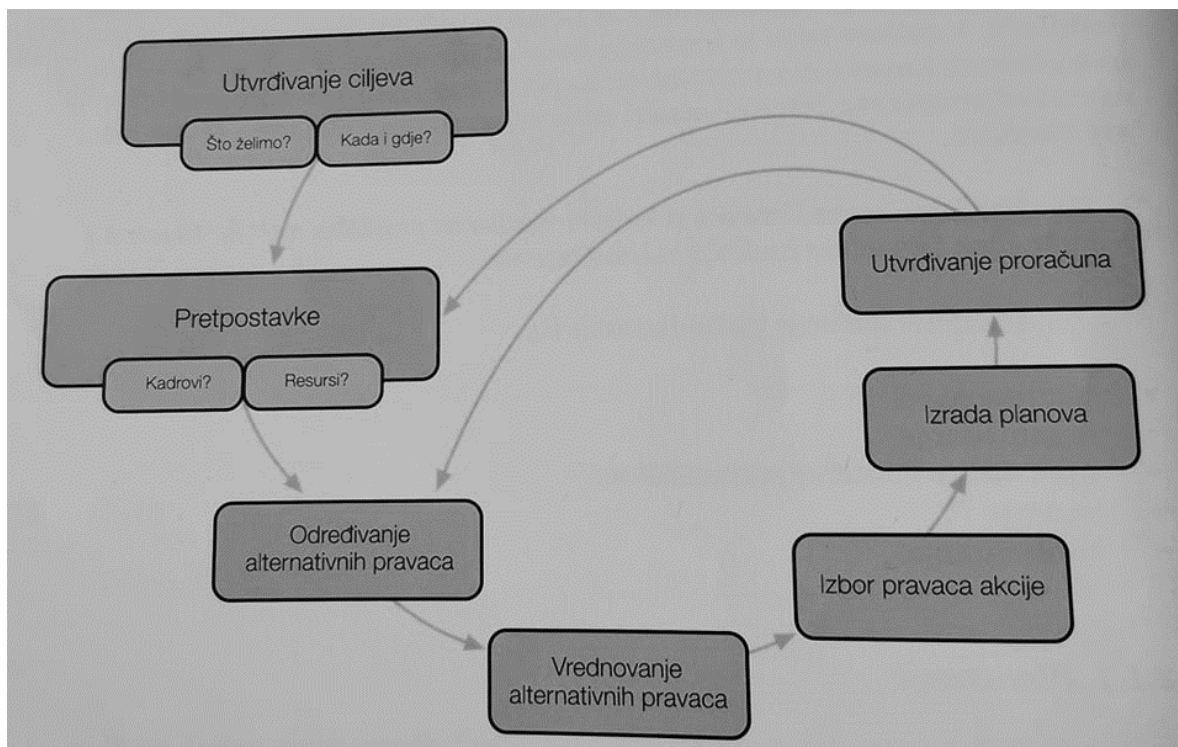 Utvrđivanje ciljeva
Što želimo?
Kada i gdje?
Pretpostavke
Kadrovi?
Resursi?
Određivanje
alternativnih pravaca
Vrednovanje
alternativnih pravaca
Izbor pravaca akcije
Izrada planova
Utvrđivanje proračuna